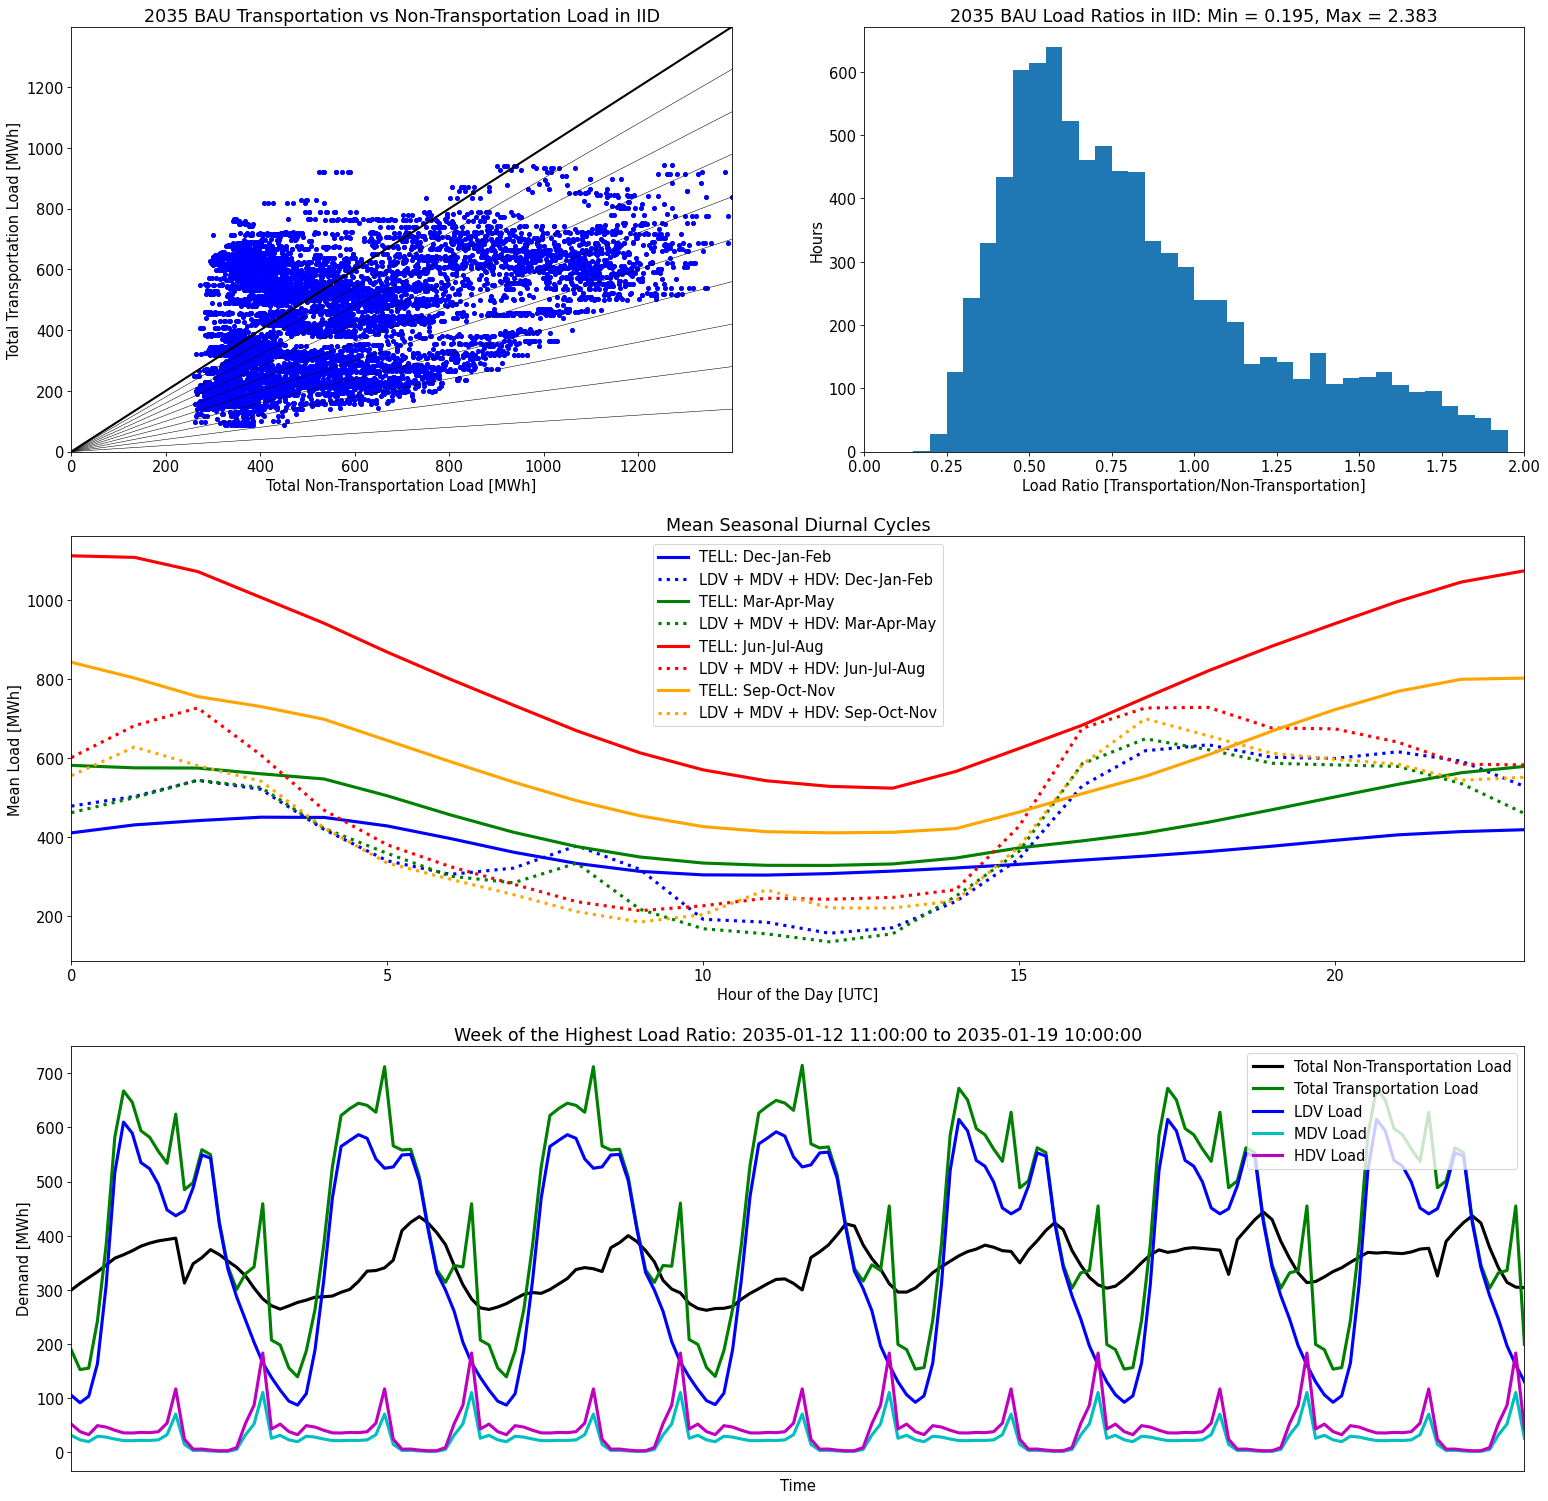 2035 BAU Transportation vs Non-Transportation Load in IID
Total Transportation Load [MWh]
1200
1000
800
600
400
200
0
0 200 400 600 800 1000 1200
Total Non-Transportation Load [MWh]
2035 BAU Load Ratios in IID: Min = 0.195, Max = 2.383
Hours
600
500
400
300
200
100
0
0.00 0.25 0.50 0.75 1.00 1.25 1.50 1.75 2.00
Load Ratio [Transportation/Non-Transportation]
Mean Seasonal Diurnal Cycles
Mean Load [MWh]
1000
800
600
400
200
TELL: Dec-Jan-Feb
LDV + MDV + HDV: Dec-Jan-Feb
TELL: Mar-Apr-May
LDV + MDV + HDV: Mar-Apr-May
TELL: Jun-Jul-Aug
LDV + MDV + HDV: Jun-Jul-Aug
TELL: Sep-Oct-Nov
LDV + MDV + HDV: Sep-Oct-Nov
0 5 10 15 20
Hour of the Day [UTC]
Week of the Highest Load Ratio: 2035-01-12 11:00:00 to 2035-01-19 10:00:00
Demand [MWh]
700
600
500
400
300
200
100
0
Total Non-Transportation Load
Total Transportation Load
LDV Load
MDV Load
HDV Load
Time